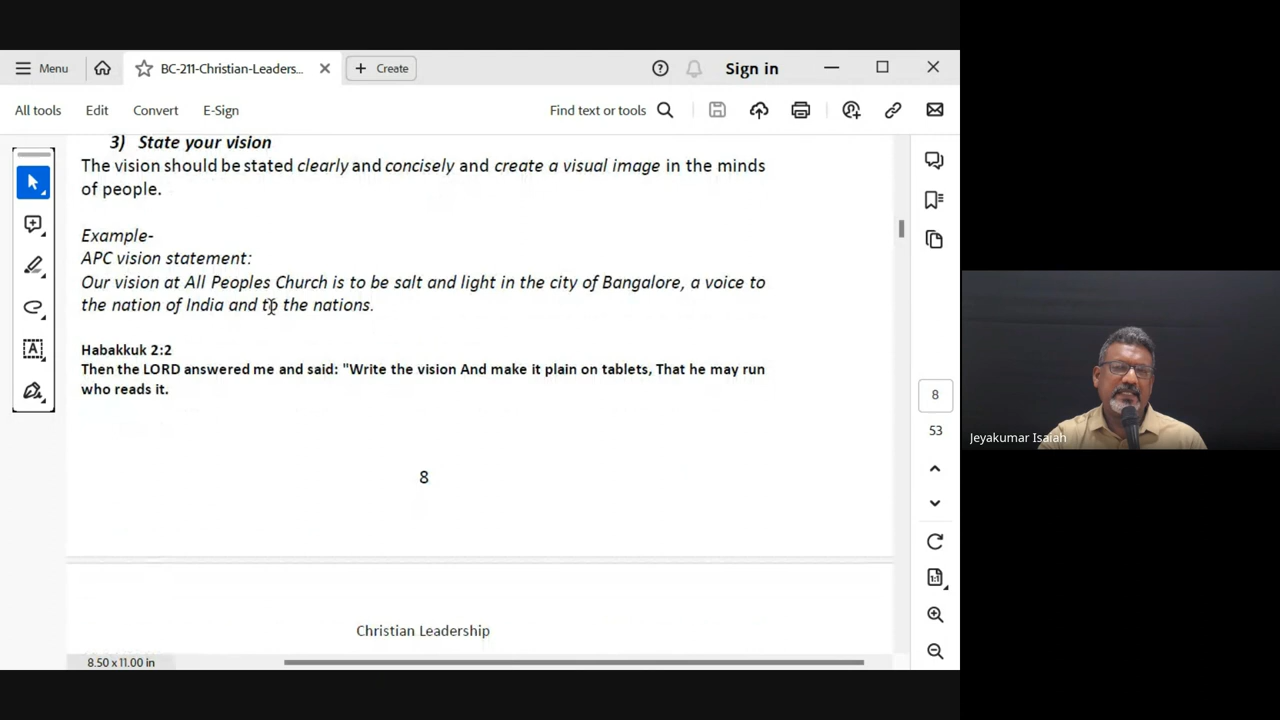 Menu
BC-211-Christian-Leaders...
Create
Sign in
All tools
Edit
Convert
E-Sign
Find text or tools
3) State your vision
The vision should be stated clearly and concisely and create a visual image in the minds
of people.
Example-
APC vision statement:
Our vision at All Peoples Church is to be salt and light in the city of Bangalore, a voice to
the nation of India and to the nations.
Habakkuk 2:2
Then the LORD answered me and said: "Write the vision And make it plain on tablets, That he may run
who reads it.
8
8
53
1:1
Christian Leadership
8.50 x 11.00 in
Jeyakumar Isaiah